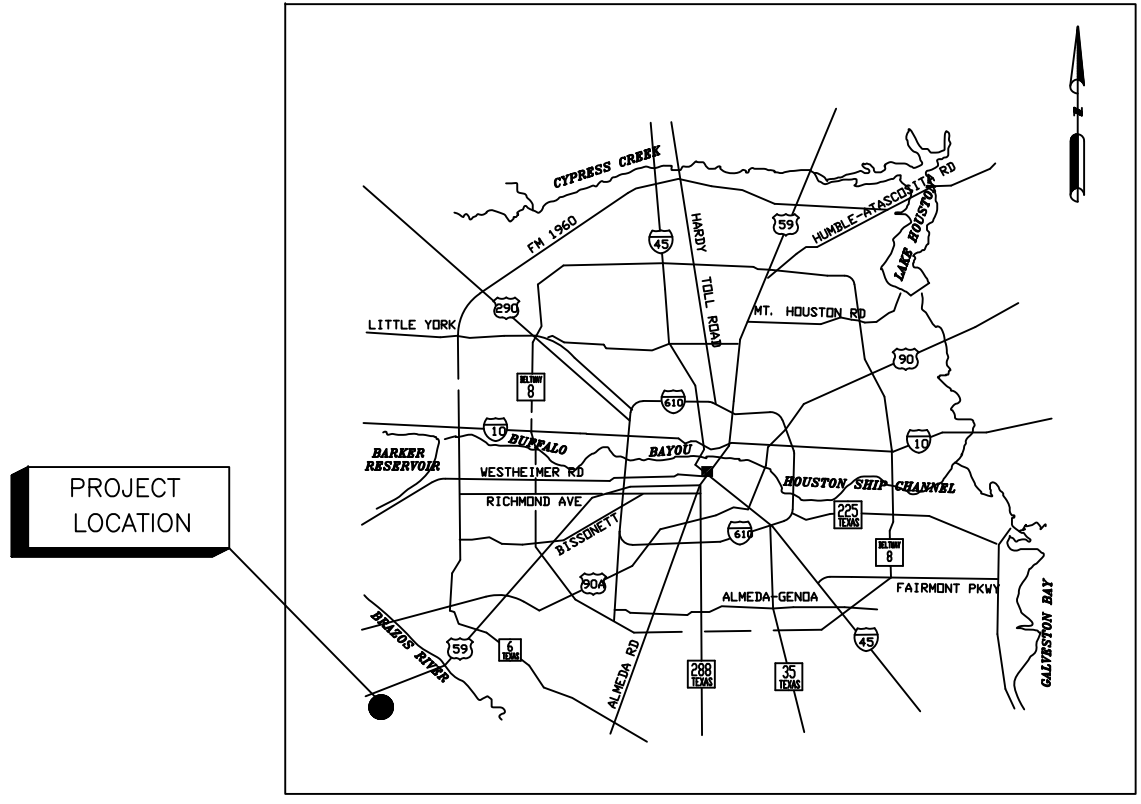 N
CYPRESS CREEK
HUMBLE-ATASCOSITA RD
LAKE HOUSTON
FM 1960
HARDY
TOLL ROAD
45
59
290
LITTLE YORK
MT. HOUSTON RD
90
BELTWAY
8
610
10
BUFFALO
BAYOU
10
BARKER
RESERVOIR
WESTHEIMER RD
HOUSTON SHIP CHANNEL
RICHMOND AVE
PROJECT
LOCATION
225
TEXAS
BISSONETT
610
BELTWAY
8
90A
FAIRMONT PKWY
ALMEDA-GENOA
GALVESTON BAY
BRAZOS RIVER
59
6
TEXAS
45
ALMEDA RD
288
TEXAS
35
TEXAS